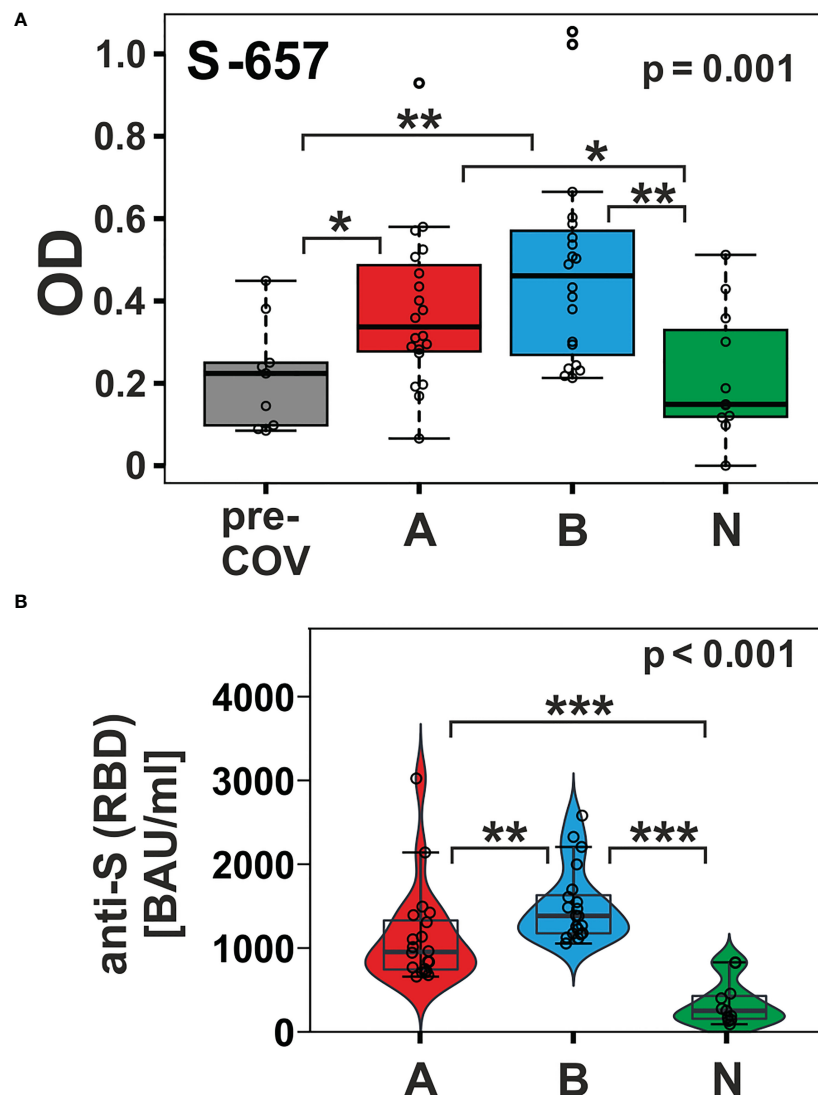 A
S-657
p = 0.001
OD
1.0
0.8
0.6
0.4
0.2
0
**
*
*
**
pre-
COV
A
B
N
B
p < 0.001
anti-S (RBD)
[BAU/ml]
4000
3000
2000
1000
0
***
**
***
A
B
N